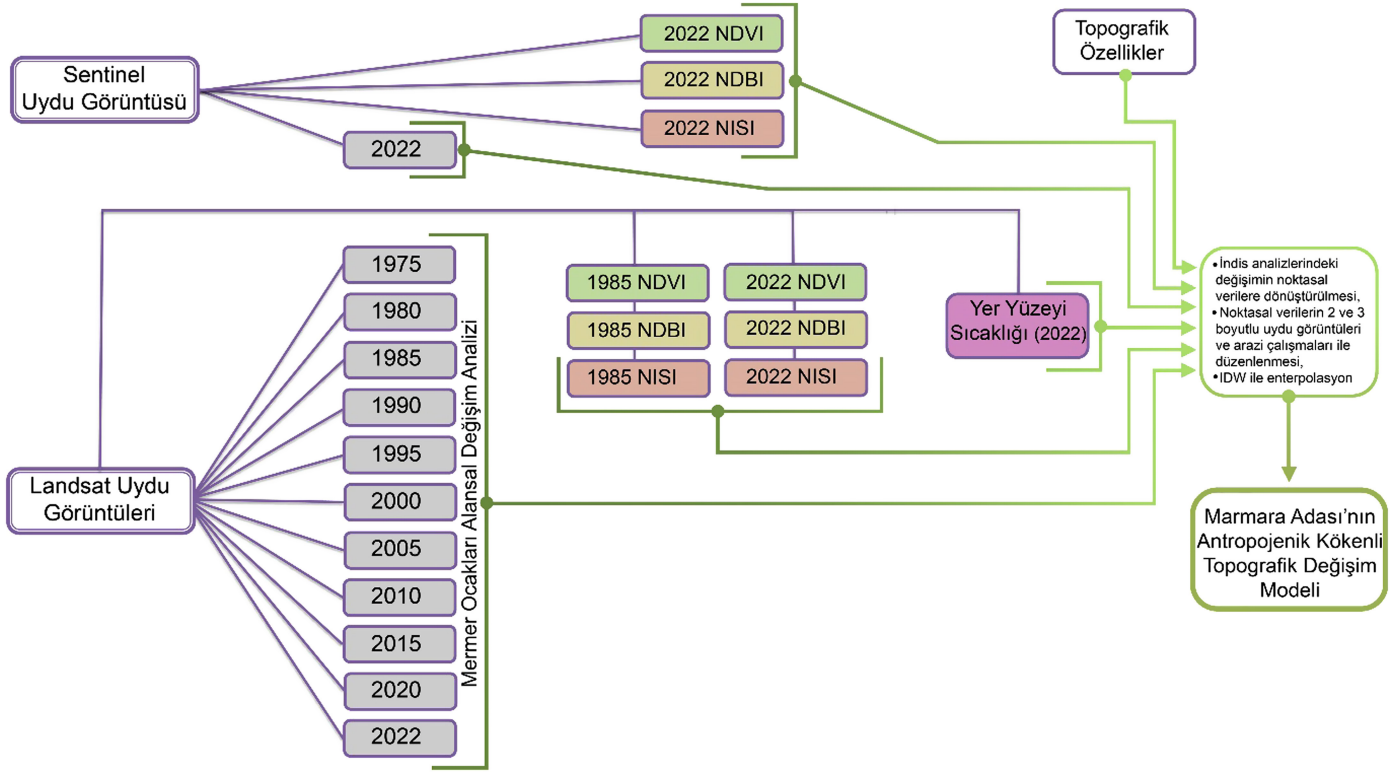 Sentinel
Uydu Görüntüsü
2022 NDVI
2022 NDBI
2022 NISI
2022
Topografik
Özellikler
Landsat Uydu
Görüntüleri
1975
1980
1985
1990
1995
2000
2005
2010
2015
2020
2022
Mermer Ocakları Alansal Değişim Analizi
1985 NDVI
1985 NDBI
1985 NISI
2022 NDVI
2022 NDBI
2022 NISI
Yer Yüzeyi
Sıcaklığı (2022)
• İndis analizlerindeki
değişimin noktasal
verilere dönüştürülmesi,
• Noktasal verilerin 2 ve 3
boyutlu uydu görüntüleri
ve arazi çalışmaları ile
düzenlenmesi,
• IDW ile enterpolasyon
Marmara Adası’nın
Antropojenik Kökenli
Topografik Değişim
Modeli